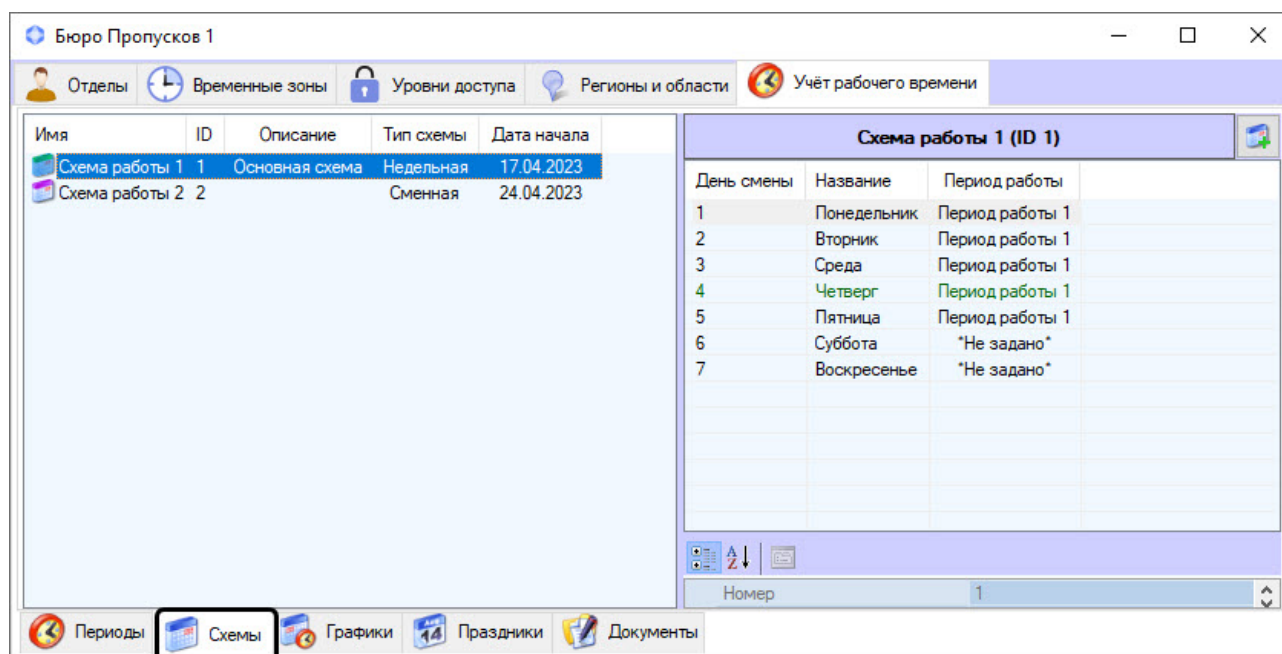 Бюро Пропусков 1
Отделы Временные зоны Уровни доступа Регионы и области Учёт рабочего времени
Имя ID Описание Тип схемы Дата начала
Схема работы 1 1 Основная схема Недельная 17.04.2023
Схема работы 2 2 Сменная 24.04.2023
Схема работы 1 (ID 1)
День смены Название Период работы
1 Понедельник Период работы 1
2 Вторник Период работы 1
3 Среда Период работы 1
4 Четверг Период работы 1
5 Пятница Период работы 1
6 Суббота *Не задано*
7 Воскресенье *Не задано*
Номер 1
Периоды Схемы Графики Праздники Документы